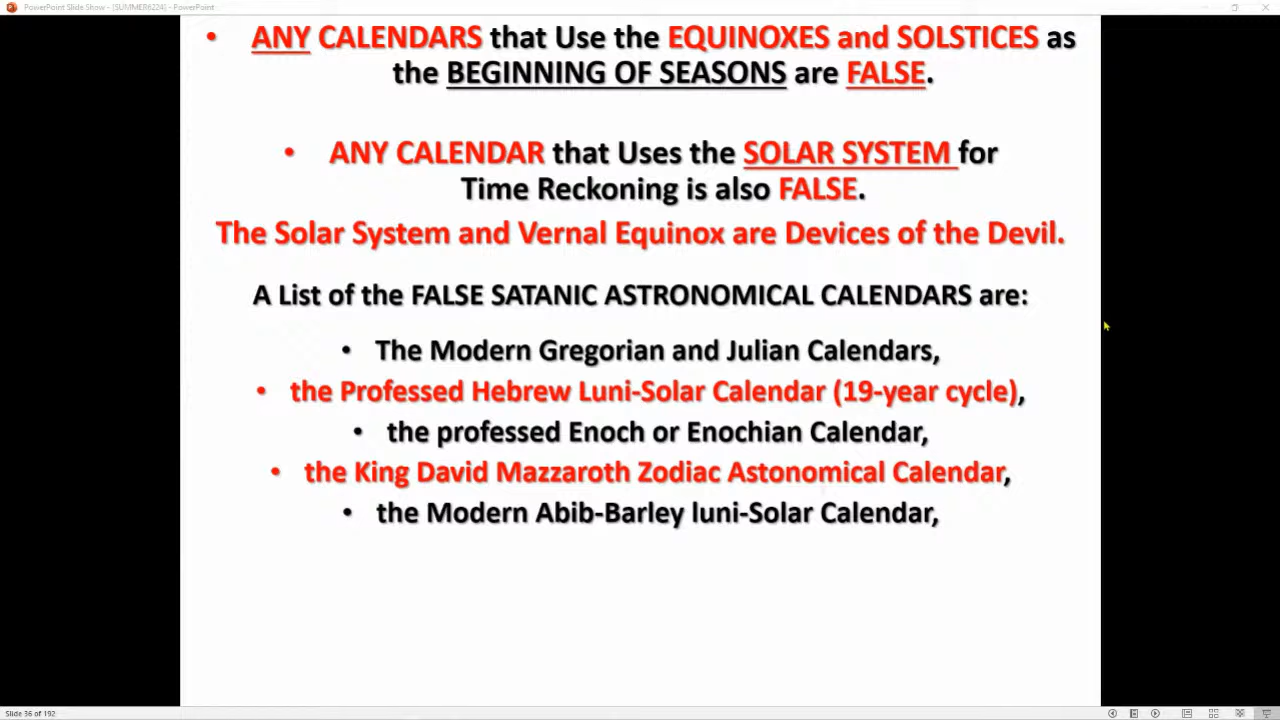 PowerPoint Slide Show - [SUMMER6224] - PowerPoint
• ANY CALENDARS that Use the EQUINOXES and SOLSTICES as
the BEGINNING OF SEASONS are FALSE.
• ANY CALENDAR that Uses the SOLAR SYSTEM for
Time Reckoning is also FALSE.
The Solar System and Vernal Equinox are Devices of the Devil.
A List of the FALSE SATANIC ASTRONOMICAL CALENDARS are:
• The Modern Gregorian and Julian Calendars,
• the Professed Hebrew Luni-Solar Calendar (19-year cycle),
• the professed Enoch or Enochian Calendar,
• the King David Mazzaroth Zodiac Astonomical Calendar,
• the Modern Abib-Barley luni-Solar Calendar,
Slide 36 of 192